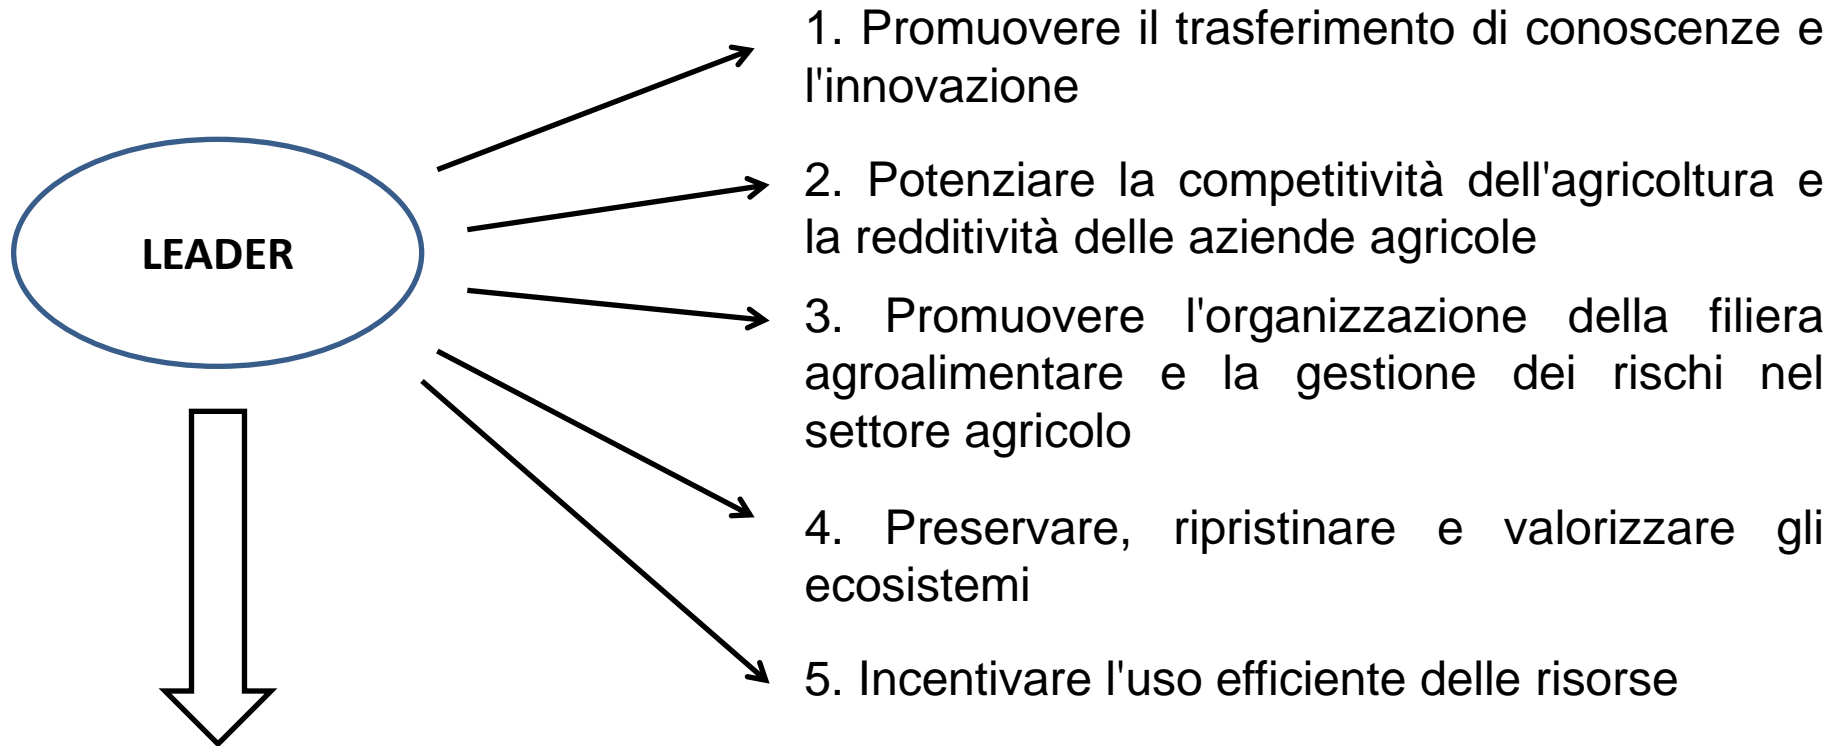 1. Promuovere il trasferimento di conoscenze e
l'innovazione
2. Potenziare la competitività dell'agricoltura e
la redditività delle aziende agricole
LEADER
3. Promuovere l'organizzazione della filiera
agroalimentare e la gestione dei rischi nel
settore agricolo
4. Preservare, ripristinare e valorizzare gli
ecosistemi
5. Incentivare l'uso efficiente delle risorse